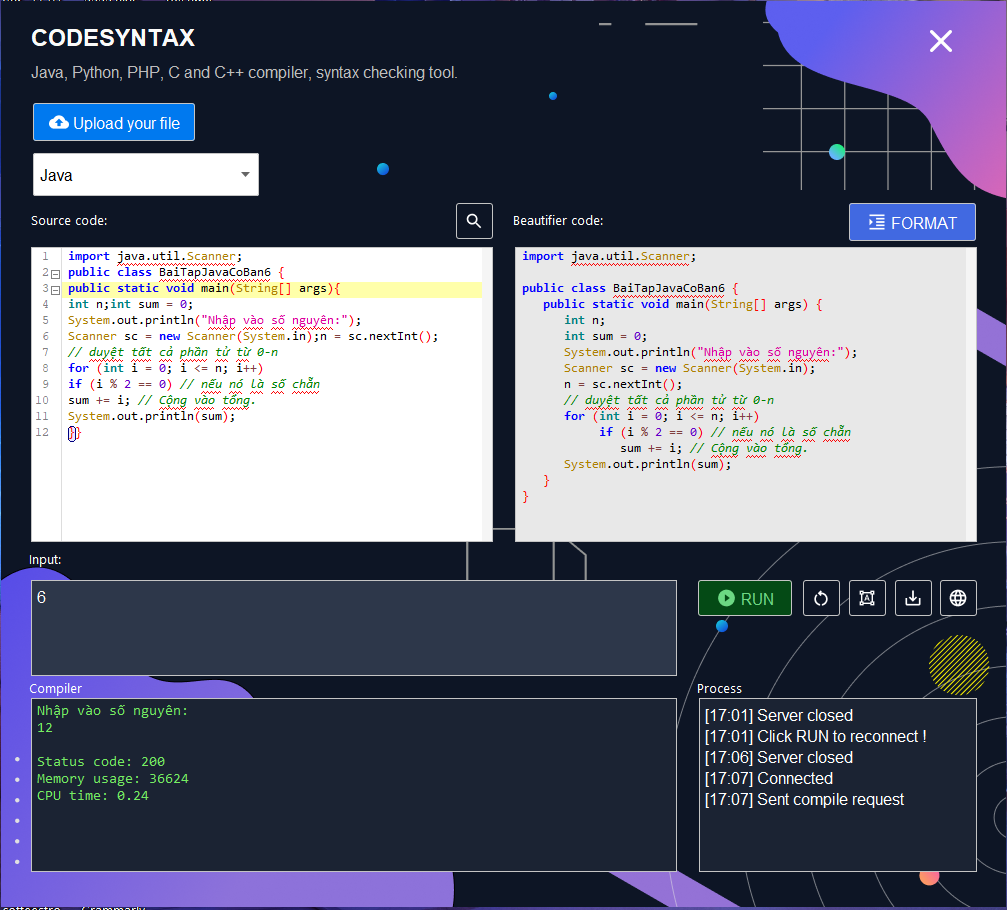 CODESYNTAX
Java, Python, PHP, C and C++ compiler, syntax checking tool.
Upload your file
Java
Source code:
Beautifier code:
FORMAT
1 import java.util.Scanner;
2 public class BaiTapJavaCoBan6 {
3 public static void main(String[] args){
4 int n;int sum = 0;
5 System.out.println("Nhập vào số nguyên:");
6 Scanner sc = new Scanner(System.in);n = sc.nextInt();
7 // duyệt tất cả phần tử từ 0-n
8 for (int i = 0; i <= n; i++)
9 if (i % 2 == 0) // nếu nó là số chẵn
10 sum += i; // Cộng vào tổng.
11 System.out.println(sum);
12 }}
import java.util.Scanner;
public class BaiTapJavaCoBan6 {
public static void main(String[] args) {
int n;
int sum = 0;
System.out.println("Nhập vào số nguyên:");
Scanner sc = new Scanner(System.in);
n = sc.nextInt();
// duyệt tất cả phần tử từ 0-n
for (int i = 0; i <= n; i++)
if (i % 2 == 0) // nếu nó là số chẵn
sum += i; // Cộng vào tổng.
System.out.println(sum);
}
}
Input:
6
RUN
A
Compiler
Nhập vào số nguyên:
12
Status code: 200
Memory usage: 36624
CPU time: 0.24
Process
[17:01] Server closed
[17:01] Click RUN to reconnect !
[17:06] Server closed
[17:07] Connected
[17:07] Sent compile request